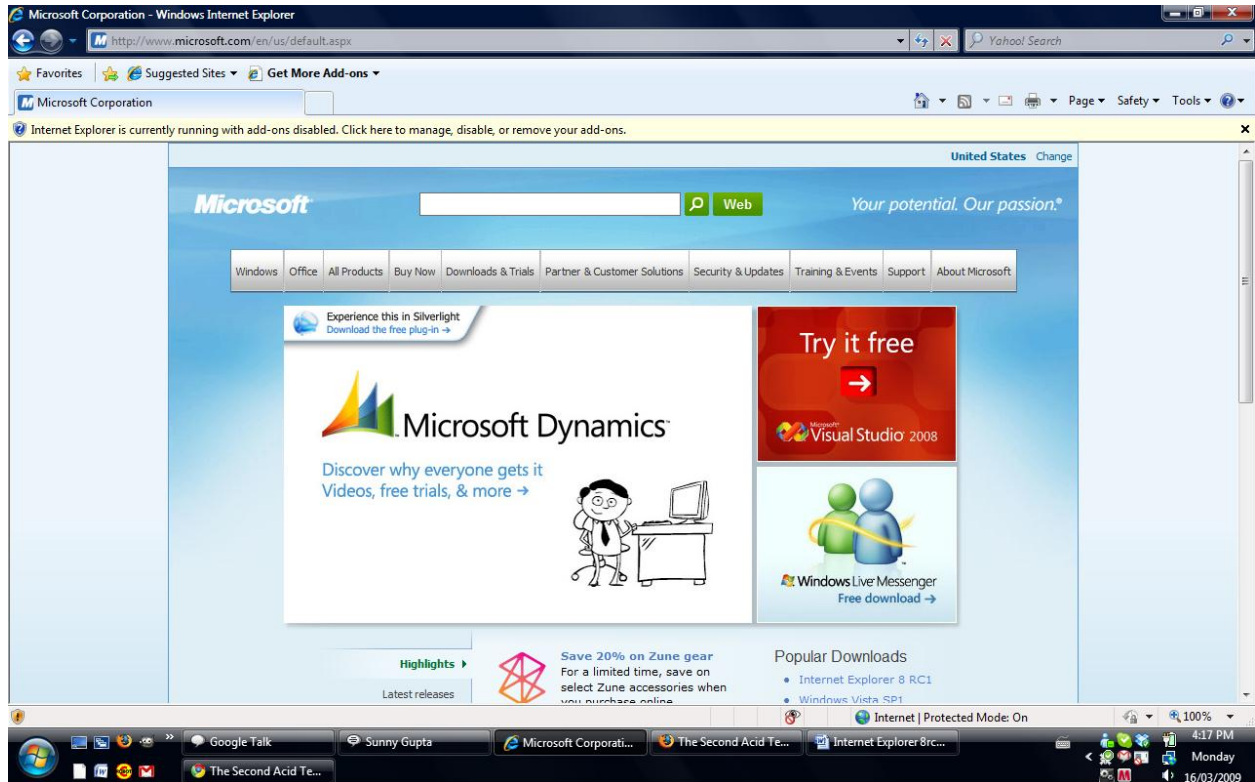 Microsoft Corporation - Windows Internet Explorer
http://www.microsoft.com/en/us/default.aspx
Yahoo! Search
Favorites
Suggested Sites
Get More Add-ons
Microsoft Corporation
Page
Safety
Tools
Internet Explorer is currently running with add-ons disabled. Click here to manage, disable, or remove your add-ons.
United States Change
Microsoft
Web
Your potential. Our passion.®
Windows Office All Products Buy Now Downloads & Trials Partner & Customer Solutions Security & Updates Training & Events Support About Microsoft
Experience this in Silverlight
Download the free plug-in →
Microsoft Dynamics™
Discover why everyone gets it
Videos, free trials, & more →
Try it free
Microsoft®
Visual Studio® 2008
Windows Live™ Messenger
Free download →
Highlights
Latest releases
Save 20% on Zune gear
For a limited time, save on
select Zune accessories when
you purchase online
Popular Downloads
Internet Explorer 8 RC1
Windows Vista SP1
Internet | Protected Mode: On
100%
Google Talk
Sunny Gupta
Microsoft Corporati...
The Second Acid Te...
Internet Explorer 8rc...
The Second Acid Te...
4:17 PM
Monday
16/03/2009